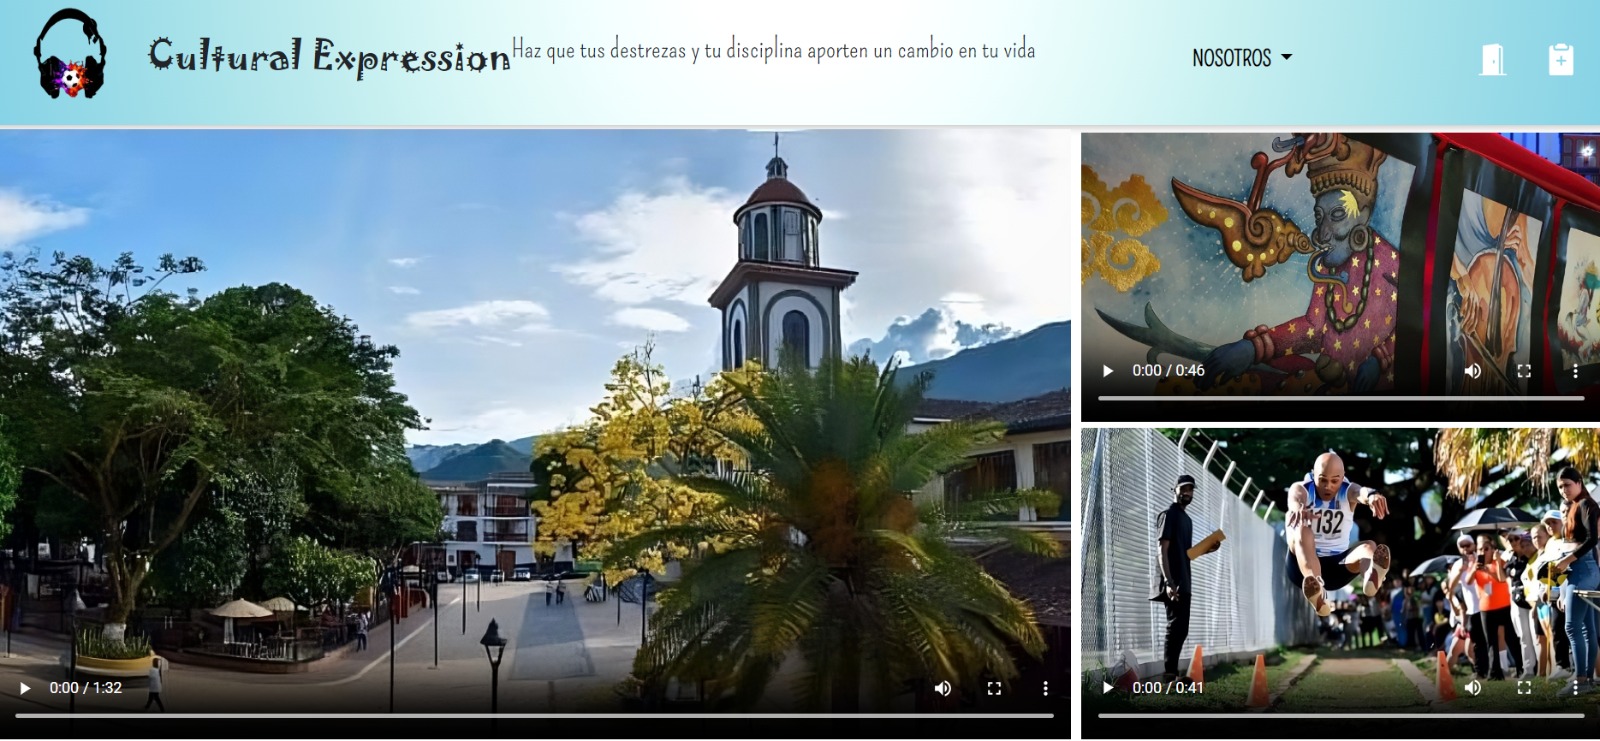 Cultural Expression
Haz que tus destrezas y tu disciplina aporten un cambio en tu vida
NOSOTROS
0:00 / 0:46
132
0:00 / 1:32
0:00 / 0:41